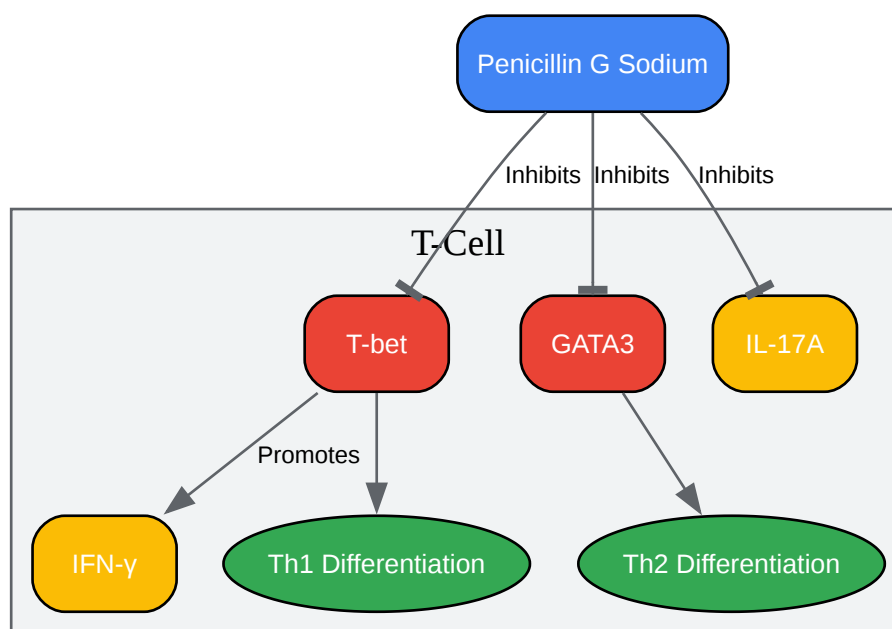 Penicillin G Sodium
Inhibits
Inhibits
Inhibits
T-Cell
T-bet
GATA3
IL-17A
Promotes
IFN-γ
Th1 Differentiation
Th2 Differentiation